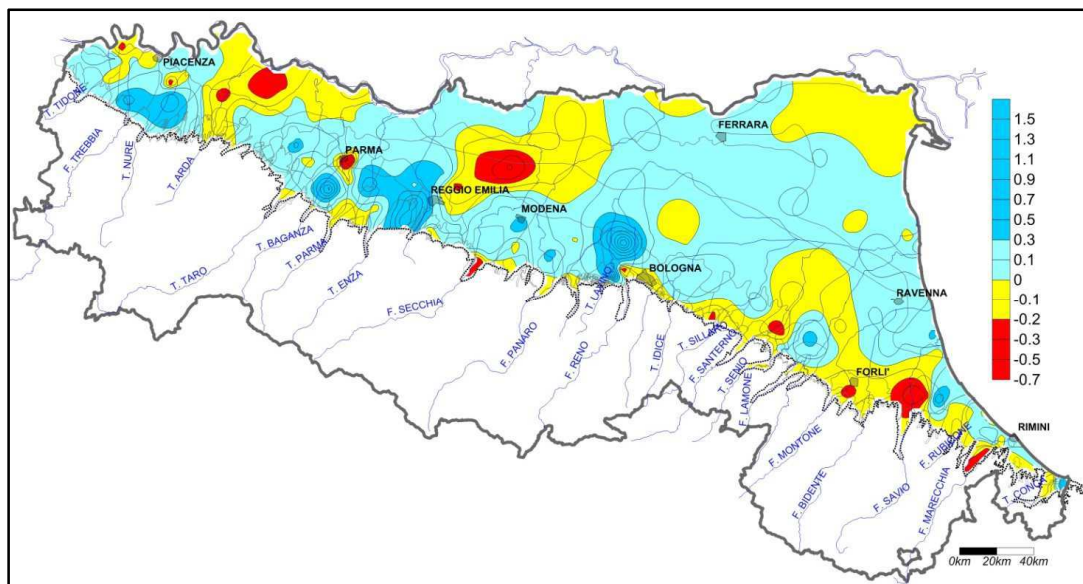 PIACENZA
T. TIDONE
F. TREBBIA
T. NURE
T. ARDA
PARMA
REGGIO EMILIA
MODENA
FERRARA
BOLOGNA
RAVENNA
FORLI'
RIMINI
T. TARO
T. BAGANZA
T. PARMA
T. ENZA
F. SECCHIA
F. PANARO
F. RENO
T. LAVINO
T. IDICE
T. SILLARO
F. SANTERNO
T. SENIO
F. LAMONE
F. MONTONE
F. BIDENTE
F. SAVIO
F. RUBICONE
F. MARECCHIA
T. CONCA
1.5
1.3
1.1
0.9
0.7
0.5
0.3
0.1
0
-0.1
-0.2
-0.3
-0.5
-0.7
0km 20km 40km